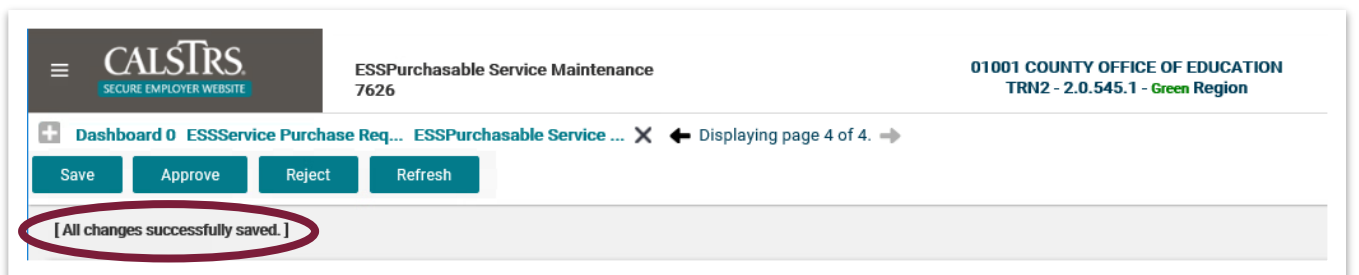 CALSTRS.
SECURE EMPLOYER WEBSITE
ESSPurchasable Service Maintenance
7626
01001 COUNTY OFFICE OF EDUCATION
TRN2 - 2.0.545.1 - Green Region
Dashboard 0 ESSService Purchase Req... ESSPurchasable Service ... Displaying page 4 of 4.
Save Approve Reject Refresh
[ All changes successfully saved. ]